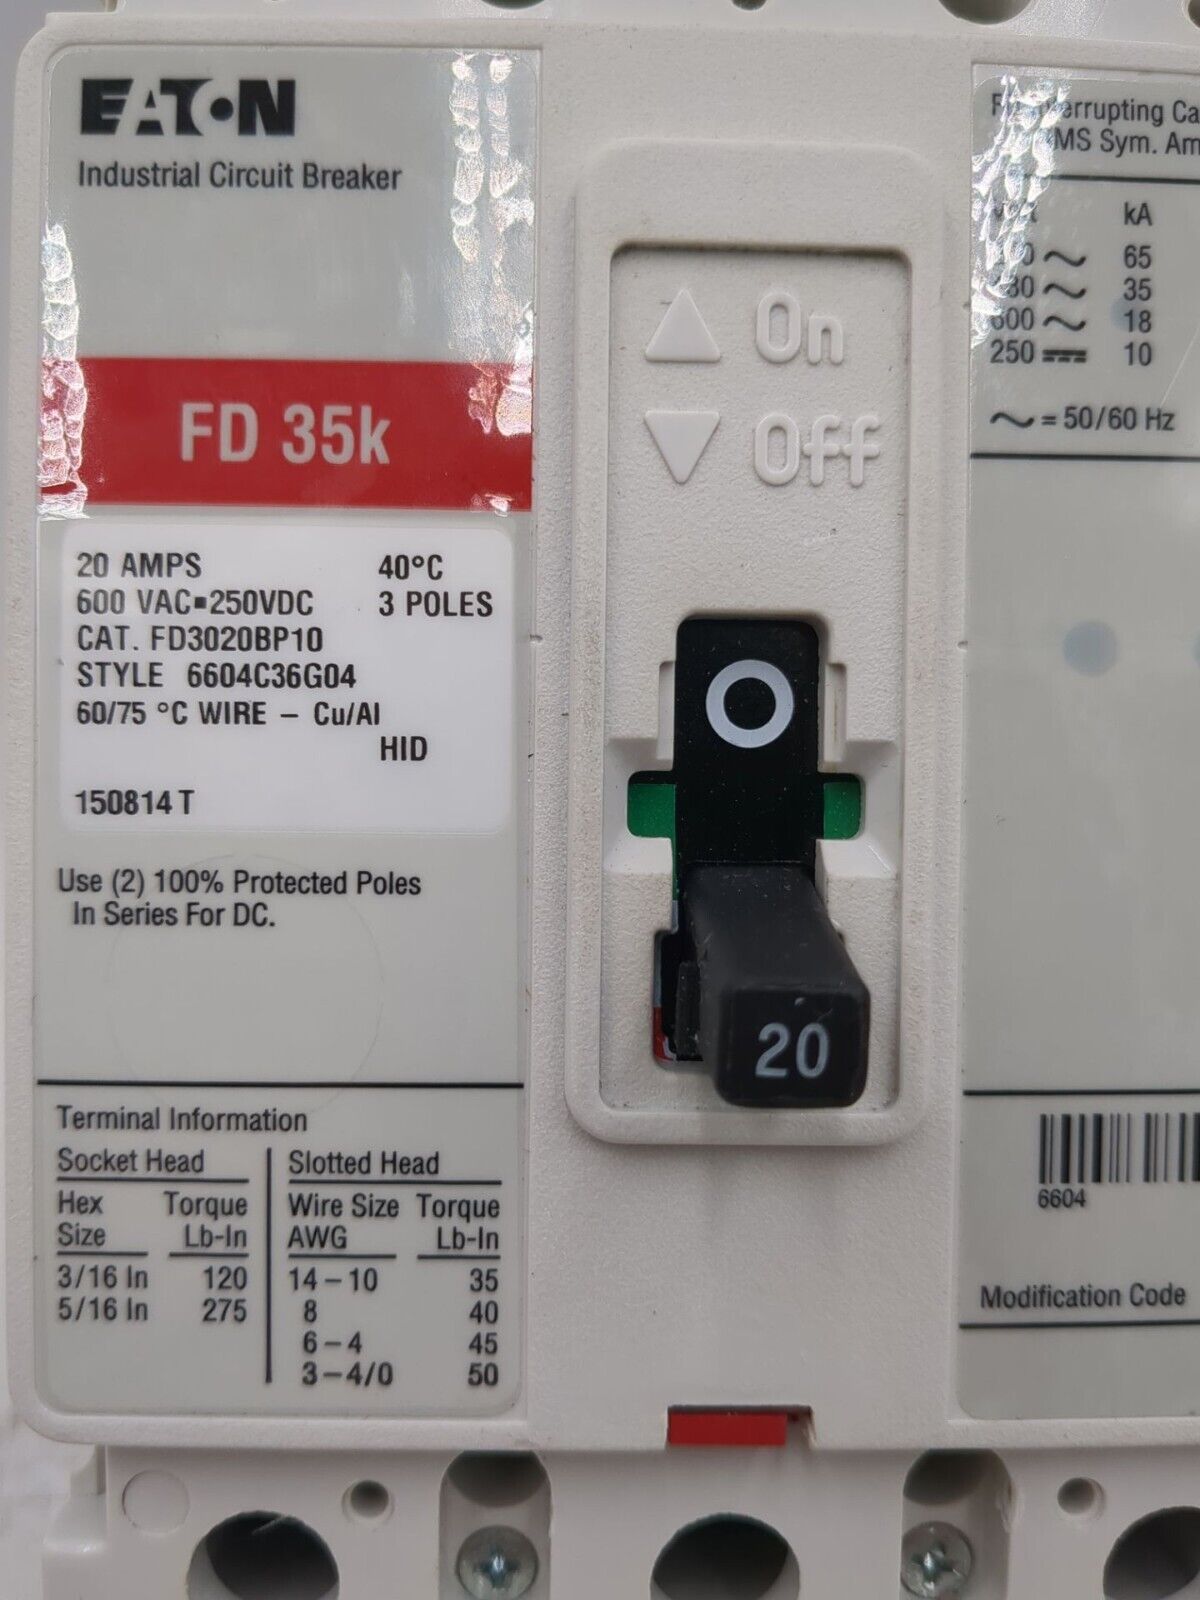 EATON
Industrial Circuit Breaker
FD 35k
20 AMPS 40°C
600 VAC▪250VDC 3 POLES
CAT. FD3020BP10
STYLE 6604C36G04
60/75 °C WIRE – Cu/Al
HID
150814 T
Use (2) 100% Protected Poles
In Series For DC.
Terminal Information
Socket Head
Hex Torque
Size Lb-In
3/16 In 120
5/16 In 275
Slotted Head
Wire Size Torque
AWG Lb-In
14–10 35
8 40
6–4 45
3–4/0 50
On
Off
O
20
Sym.
kA
65
35
600 ~ 18
250 ⎓ 10
~ = 50/60 Hz
6604
Modification Code